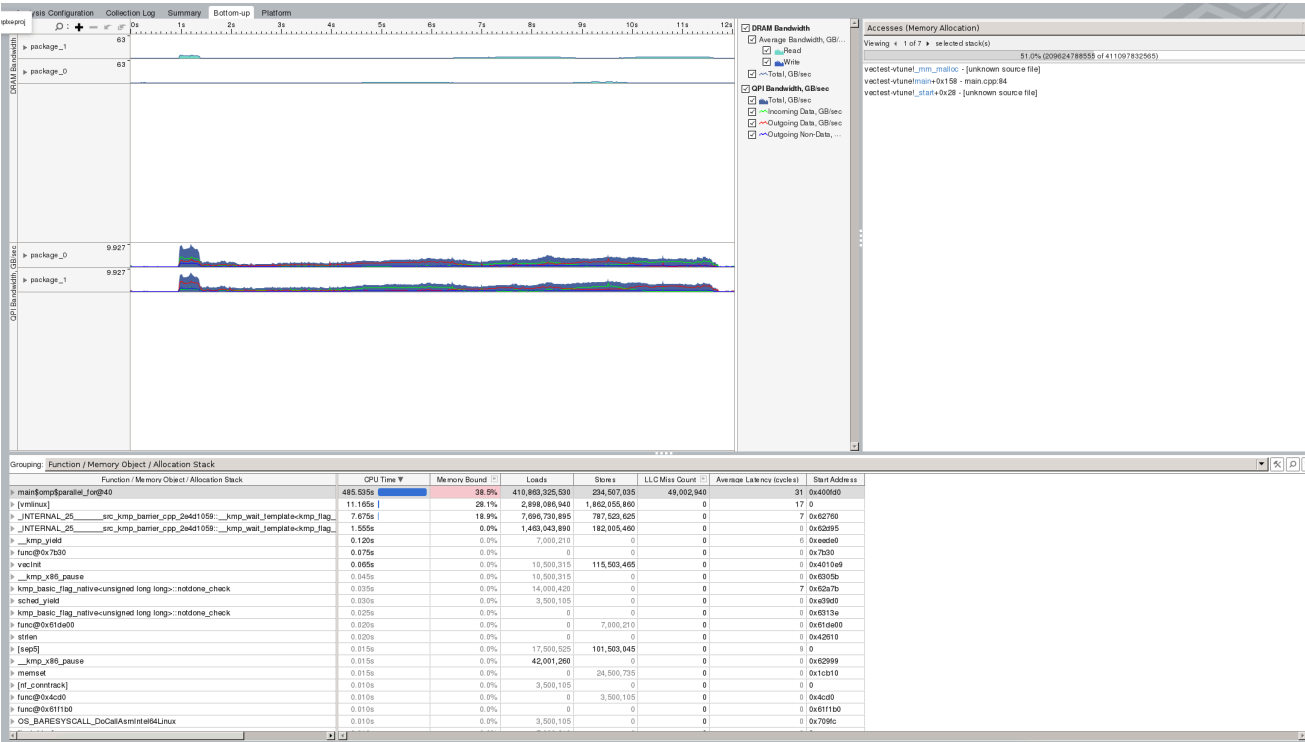 mplxeproj
ysis Configuration Collection Log Summary Bottom-up Platform
0s 1s 2s 3s 4s 5s 6s 7s 8s 9s 10s 11s 12s
DRAM Bandwidth
package_1 63
package_0 63
QPI Bandwidth, GB/sec
package_0 9.927
package_1 9.927
DRAM Bandwidth
Average Bandwidth, GB/...
Read
Write
Total, GB/sec
QPI Bandwidth, GB/sec
Total, GB/sec
Incoming Data, GB/sec
Outgoing Data, GB/sec
Outgoing Non-Data, ...
Accesses (Memory Allocation)
Viewing 1 of 7 selected stack(s)
51.0% (209624788555 of 411097832565)
vectest-vtune!_mm_malloc - [unknown source file]
vectest-vtune!main+0x158 - main.cpp:84
vectest-vtune!_start+0x28 - [unknown source file]
Grouping: Function / Memory Object / Allocation Stack
Function / Memory Object / Allocation Stack CPU Time Memory Bound Loads Stores LLC Miss Count Average Latency (cycles) Start Address
main$omp$parallel_for@40 485.535s 38.5% 410,863,325,530 234,507,035 49,002,940 31 0x400fd0
[vmlinux] 11.165s 28.1% 2,898,086,940 1,862,055,860 0 17 0
_INTERNAL_25_______src_kmp_barrier_cpp_2e4d1059::__kmp_wait_template<kmp_flag_ 7.675s 18.9% 7,696,730,895 787,523,625 0 7 0x62760
_INTERNAL_25_______src_kmp_barrier_cpp_2e4d1059::__kmp_wait_template<kmp_flag_ 1.555s 0.0% 1,463,043,890 182,005,460 0 0 0x62d95
__kmp_yield 0.120s 0.0% 7,000,210 0 0 6 0xeede0
func@0x7b30 0.075s 0.0% 0 0 0 0 0x7b30
vecInit 0.065s 0.0% 10,500,315 115,503,465 0 0 0x4010e9
__kmp_x86_pause 0.045s 0.0% 10,500,315 0 0 0 0x6305b
kmp_basic_flag_native<unsigned long long>::notdone_check 0.035s 0.0% 14,000,420 0 0 7 0x62a7b
sched_yield 0.030s 0.0% 3,500,105 0 0 0 0xe39d0
kmp_basic_flag_native<unsigned long long>::notdone_check 0.025s 0.0% 0 0 0 0 0x6313e
func@0x61de00 0.020s 0.0% 0 7,000,210 0 0 0x61de00
strlen 0.020s 0.0% 0 0 0 0 0x42610
[sep5] 0.015s 0.0% 17,500,525 101,503,045 0 9 0
__kmp_x86_pause 0.015s 0.0% 42,001,260 0 0 0 0x62999
memset 0.015s 0.0% 0 24,500,735 0 0 0x1cb10
[nf_conntrack] 0.010s 0.0% 3,500,105 0 0 0 0
func@0x4cd0 0.010s 0.0% 0 3,500,105 0 0 0x4cd0
func@0x61f1b0 0.010s 0.0% 0 0 0 0 0x61f1b0
OS_BARESYSCALL_DoCallAsmIntel64Linux 0.010s 0.0% 3,500,105 0 0 0 0x709fc